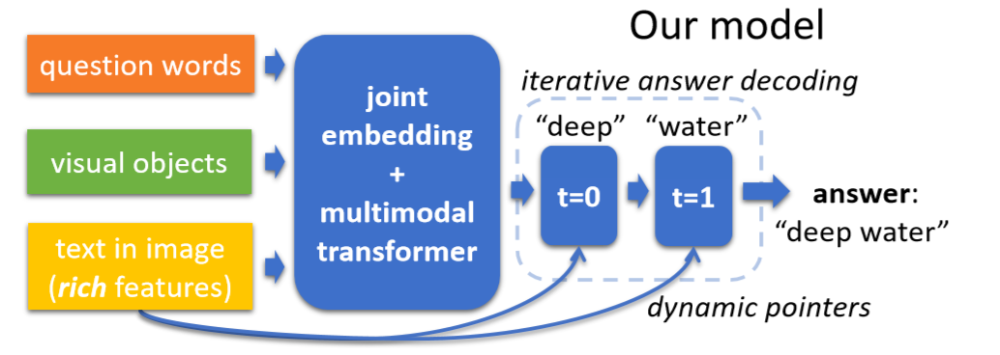 Our model
question words
visual objects
text in image
(rich features)
joint
embedding
+
multimodal
transformer
iterative answer decoding
“deep” “water”
t=0
t=1
answer:
“deep water”
dynamic pointers